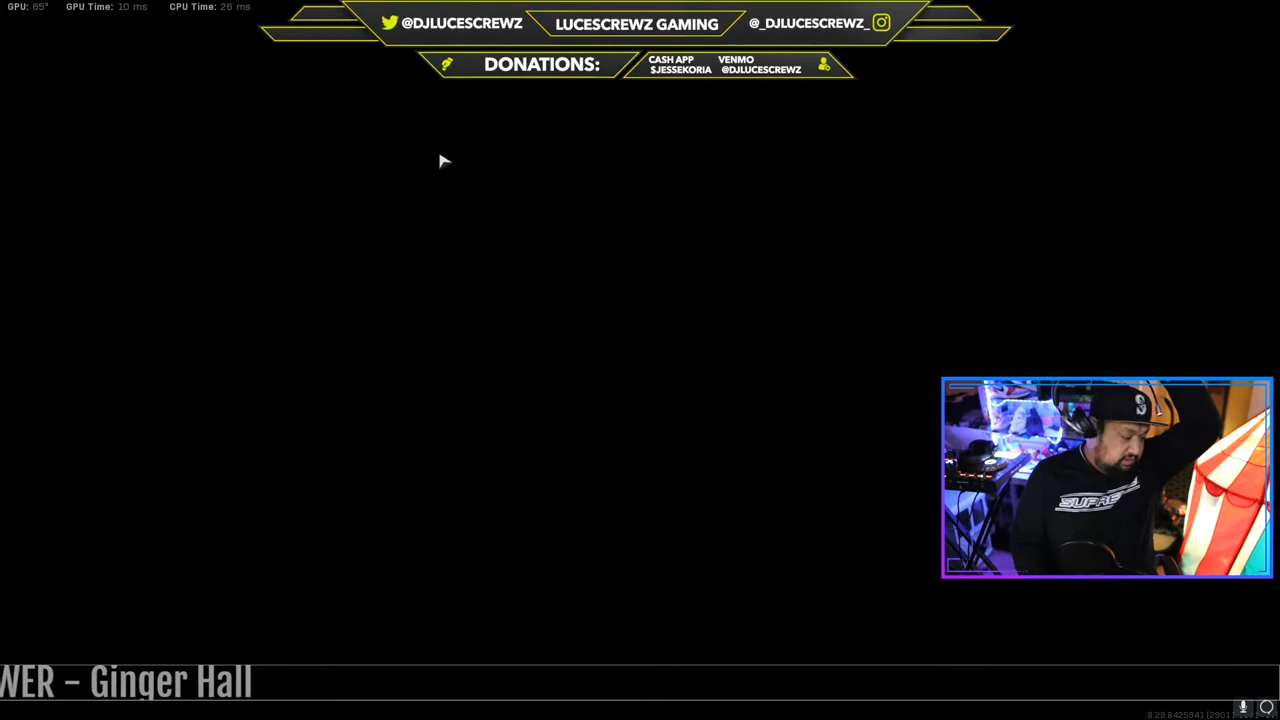 GPU: 65° GPU Time: 10 ms CPU Time: 26 ms
@DJLUCESCREWZ
LUCESCREWZ GAMING
@_DJLUCESCREWZ_
DONATIONS:
CASH APP
$JESSEKORIA
VENMO
@DJLUCESCREWZ
WER - Ginger Hall